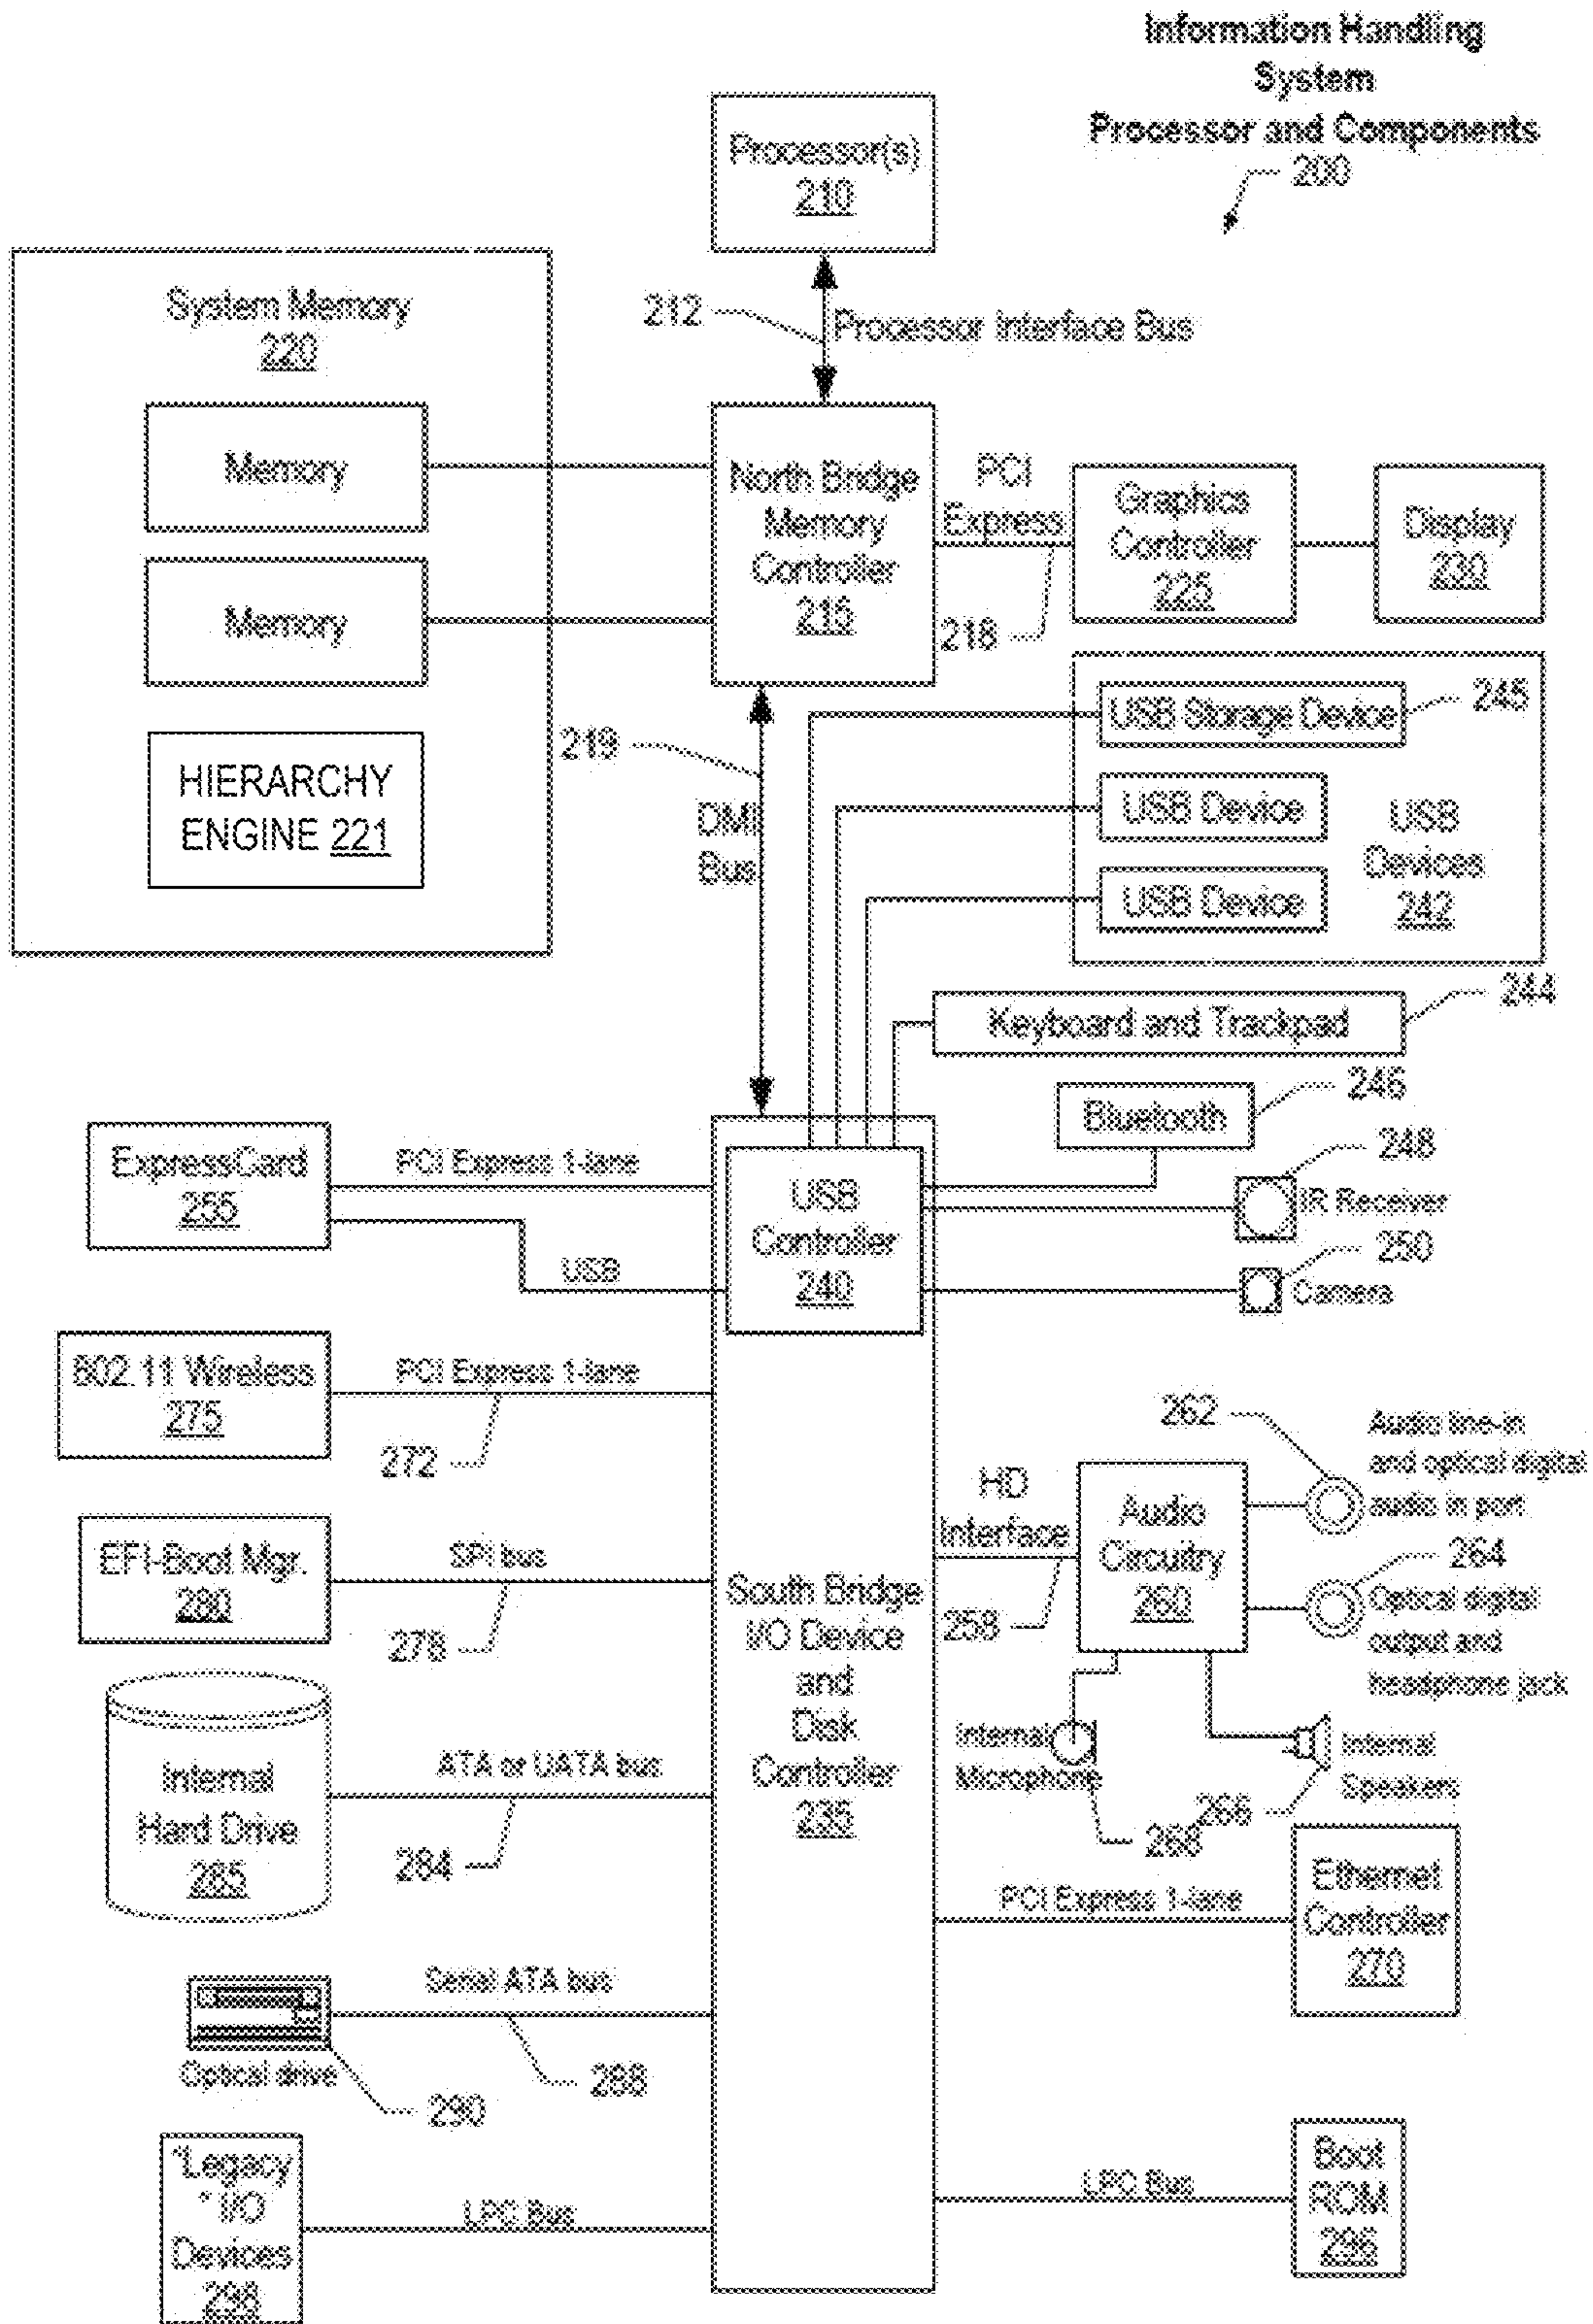 Information Handling
System
Processor and Components
200
Processor(s)
210
212
Processor Interface Bus
System Memory
220
Memory
Memory
HIERARCHY
ENGINE 221
North Bridge
Memory
Controller
215
PCI
Express
218
Graphics
Controller
225
Display
230
219
DMI
Bus
USB Storage Device
245
USB Device
USB Device
USB
Devices
242
Keyboard and Trackpad
244
Bluetooth
246
248
IR Receiver
250
Camera
ExpressCard
255
PCI Express 1-lane
USB
USB
Controller
240
802.11 Wireless
275
PCI Express 1-lane
272
EFI-Boot Mgr.
280
SPI bus
278
Internal
Hard Drive
285
ATA or UATA bus
284
Serial ATA bus
288
Optical drive
290
"Legacy
" I/O
Devices
298
LPC Bus
South Bridge
I/O Device
and
Disk
Controller
235
HD
Interface
258
Audio
Circuitry
260
262
Audio line-in
and optical digital
audio in port
264
Optical digital
output and
headphone jack
Internal
Microphone
268
266
Internal
Speakers
PCI Express 1-lane
Ethernet
Controller
270
LPC Bus
Boot
ROM
296